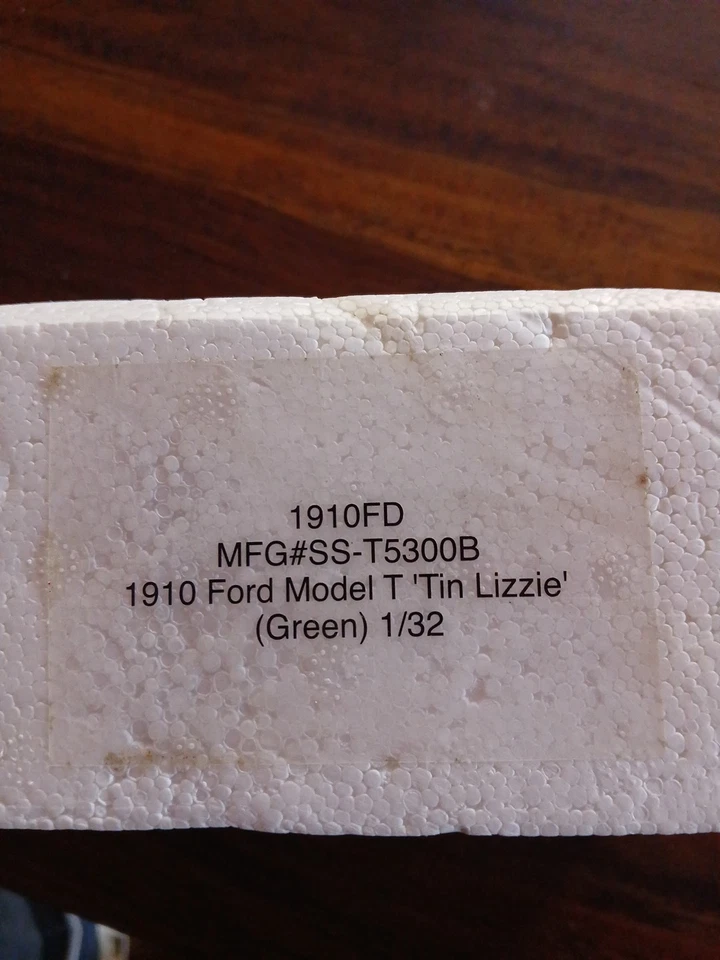 1910FD
MFG#SS-T5300B
1910 Ford Model T 'Tin Lizzie'
(Green) 1/32